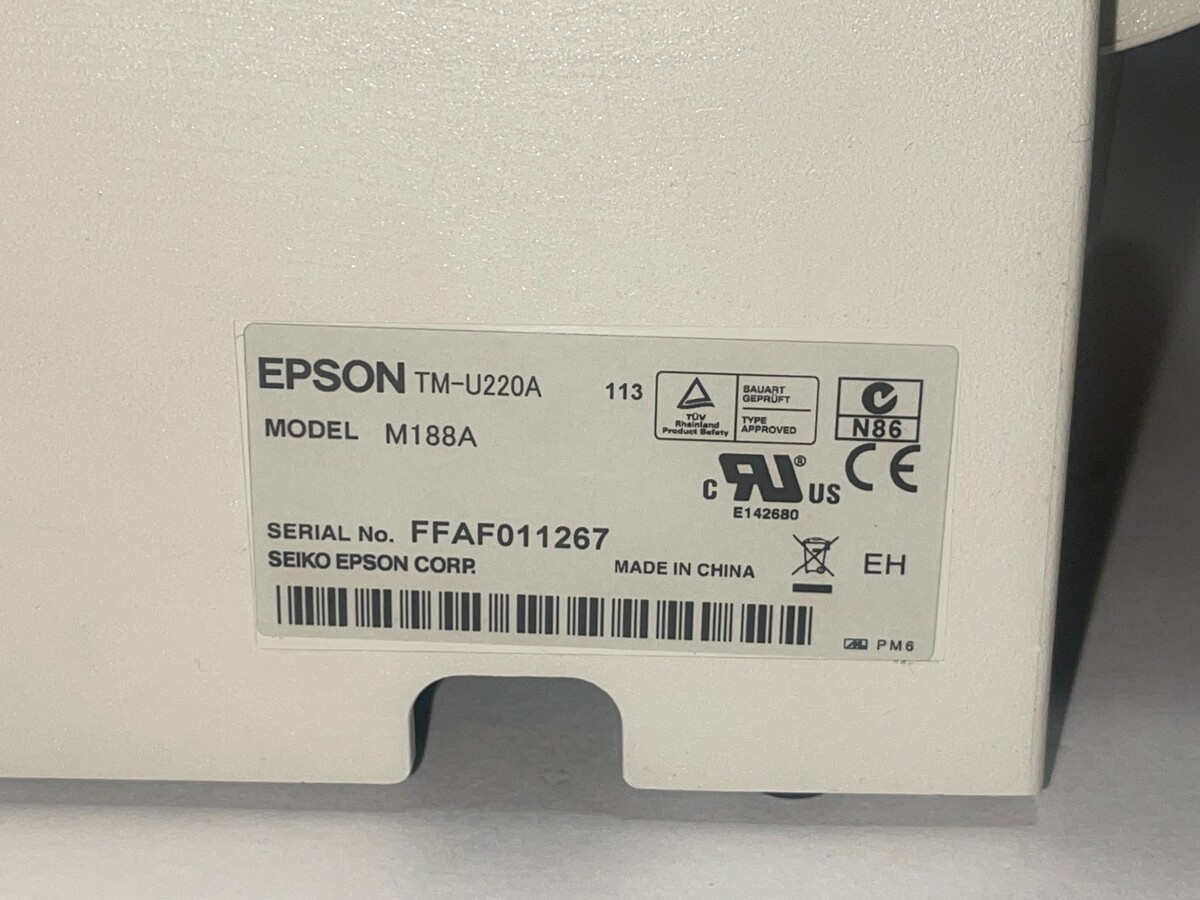 EPSON TM-U220A 113
MODEL M188A
TÜV
Rheinland
Product Safety
BAUART
GEPRÜFT
TYPE
APPROVED
N86
C RU® US
CE
E142680
SERIAL No. FFAF011267
SEIKO EPSON CORP.
MADE IN CHINA
EH
PM6